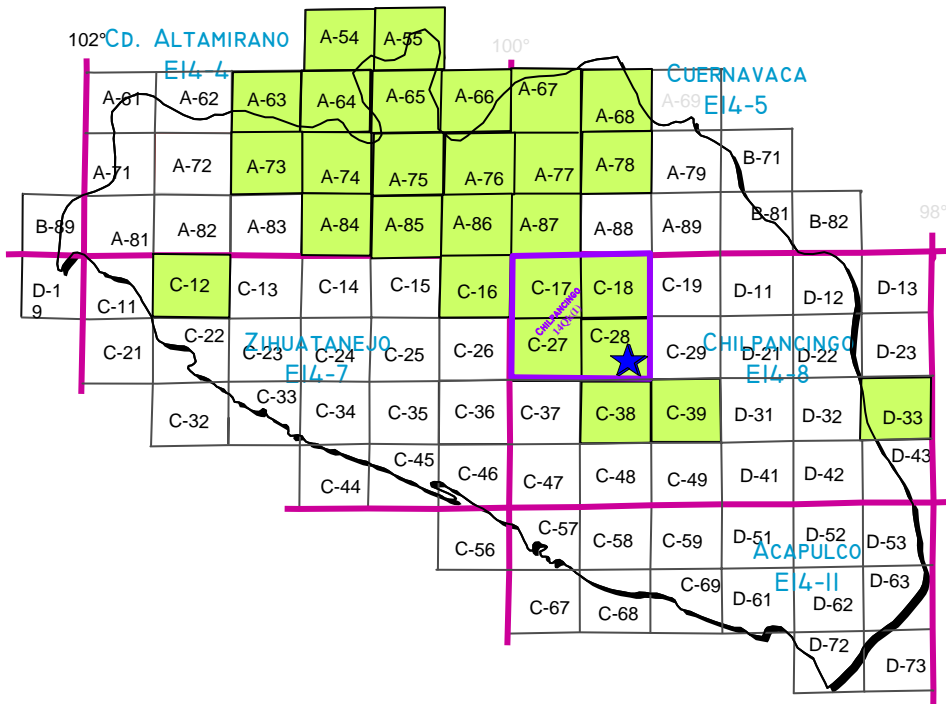 A-54 A-55
102° CD. ALTAMIRANO 100°
E14-4 CUERNAVACA
A-61 A-62 A-63 A-64 A-65 A-66 A-67 A-68 A-69 E14-5
A-71 A-72 A-73 A-74 A-75 A-76 A-77 A-78 A-79 B-71
B-89 A-81 A-82 A-83 A-84 A-85 A-86 A-87 A-88 A-89 B-81 B-82 98°
D-1
9
C-11 C-12 C-13 C-14 C-15 C-16 C-17 C-18 C-19 D-11 D-12 D-13
CHILPANCINGO
14Qk(1)
C-21 C-22 C-23 C-24 C-25 C-26 C-27 C-28 C-29 D-21 D-22 D-23
ZIHUATANEJO CHILPANCINGO
E14-7 E14-8
C-32 C-33 C-34 C-35 C-36 C-37 C-38 C-39 D-31 D-32 D-33
C-44 C-45 C-46 C-47 C-48 C-49 D-41 D-42 D-43
C-56 C-57 C-58 C-59 D-51 D-52 D-53
ACAPULCO
E14-11
C-67 C-68 C-69 D-61 D-62 D-63
D-72 D-73